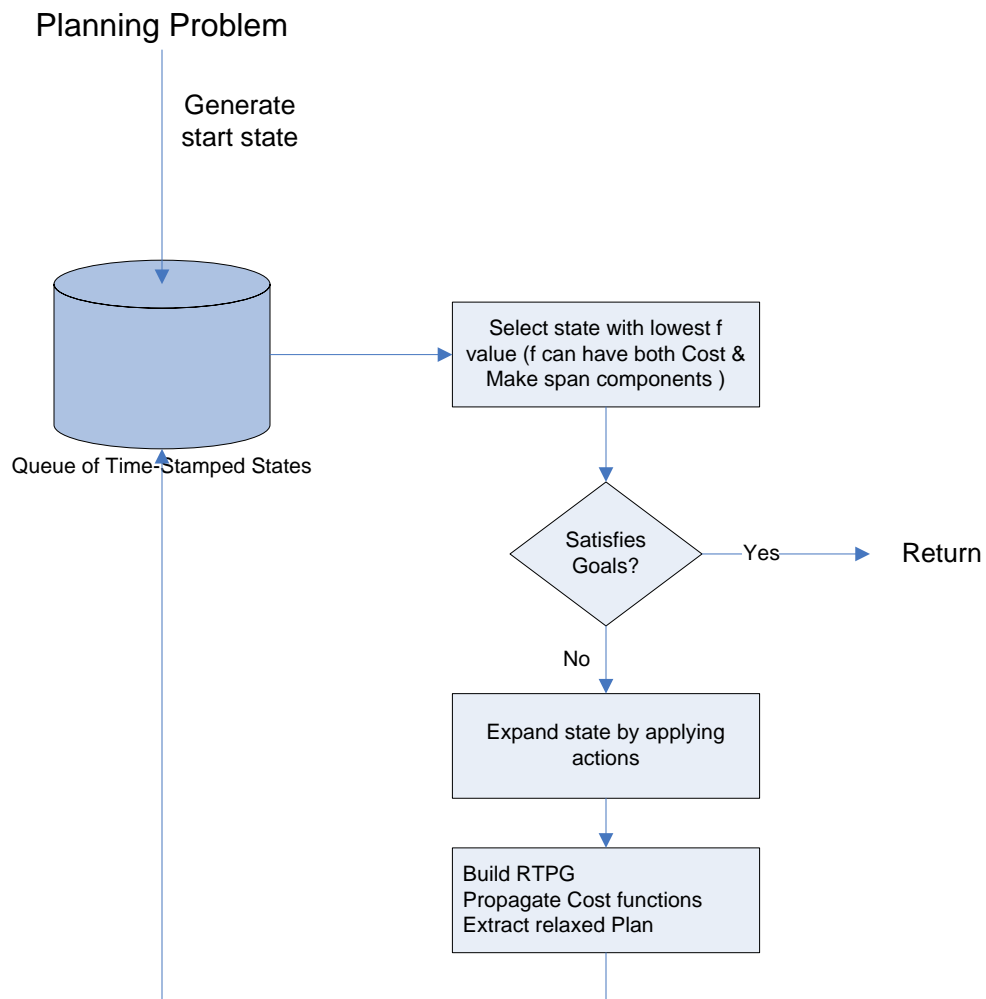 Planning Problem
Generate
start state
Select state with lowest f
value (f can have both Cost &
Make span components )
Queue of Time-Stamped States
Satisfies
Goals?
Yes
Return
No
Expand state by applying
actions
Build RTPG
Propagate Cost functions
Extract relaxed Plan